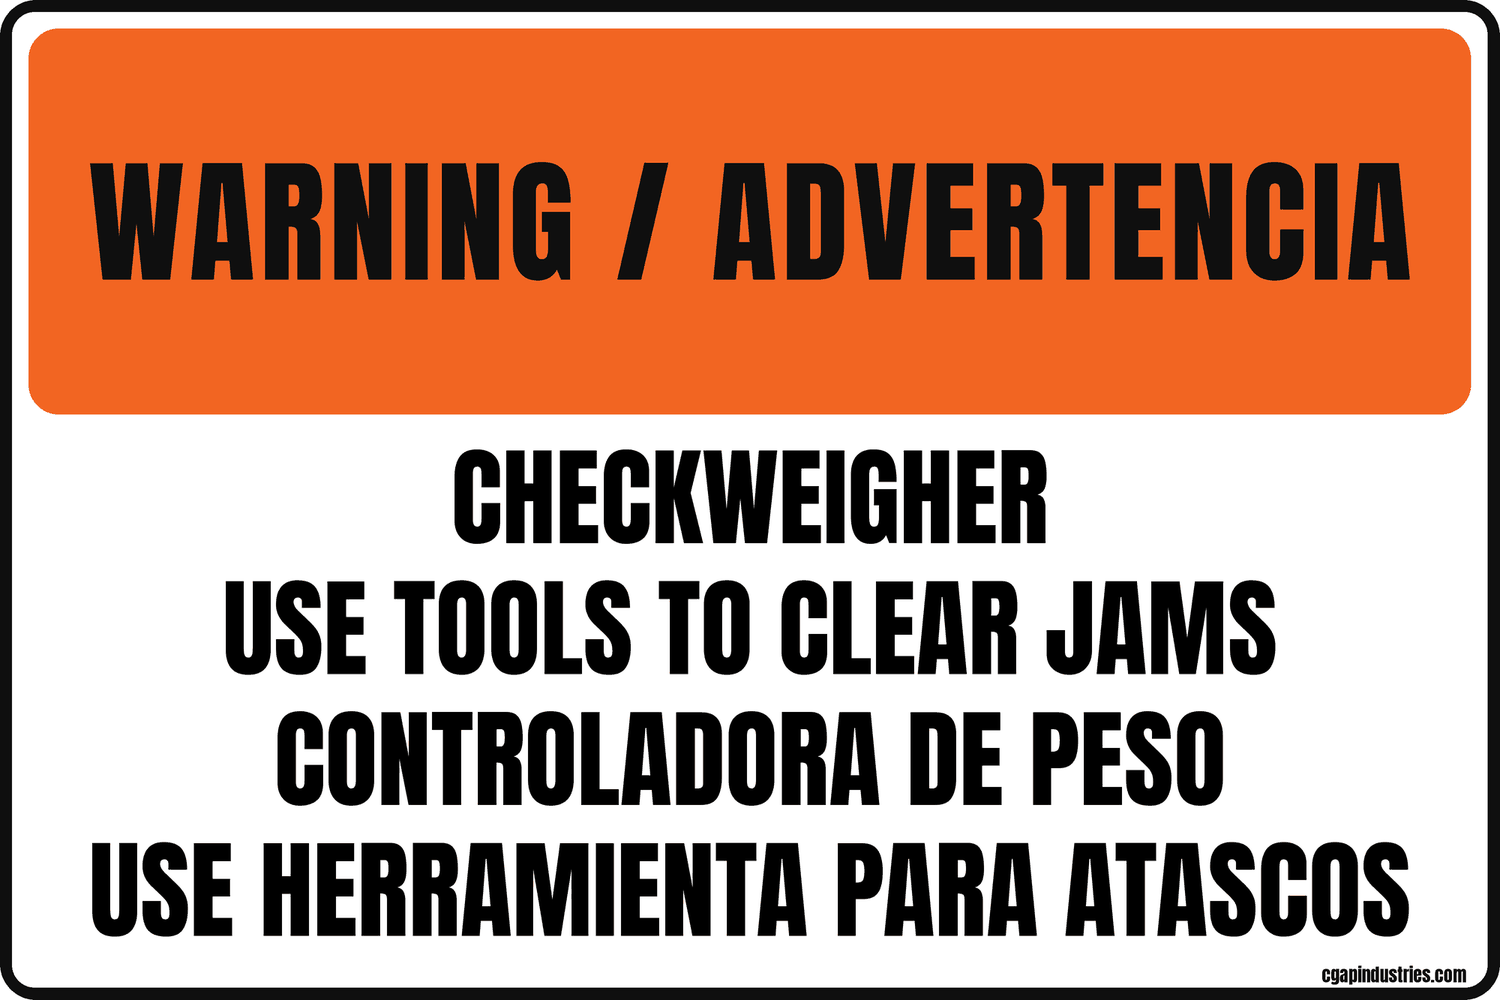 WARNING / ADVERTENCIA
CHECKWEIGHER
USE TOOLS TO CLEAR JAMS
CONTROLADORA DE PESO
USE HERRAMIENTA PARA ATASCOS
cgapindustries.com